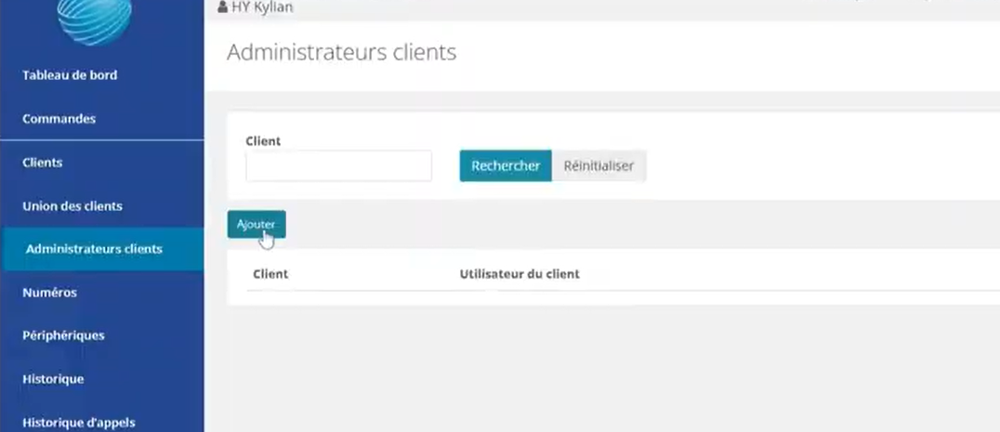 HY Kylian
Administrateurs clients
Tableau de bord
Commandes
Clients
Union des clients
Administrateurs clients
Numéros
Périphériques
Historique
Historique d'appels
Client
Rechercher
Réinitialiser
Ajouter
Client
Utilisateur du client